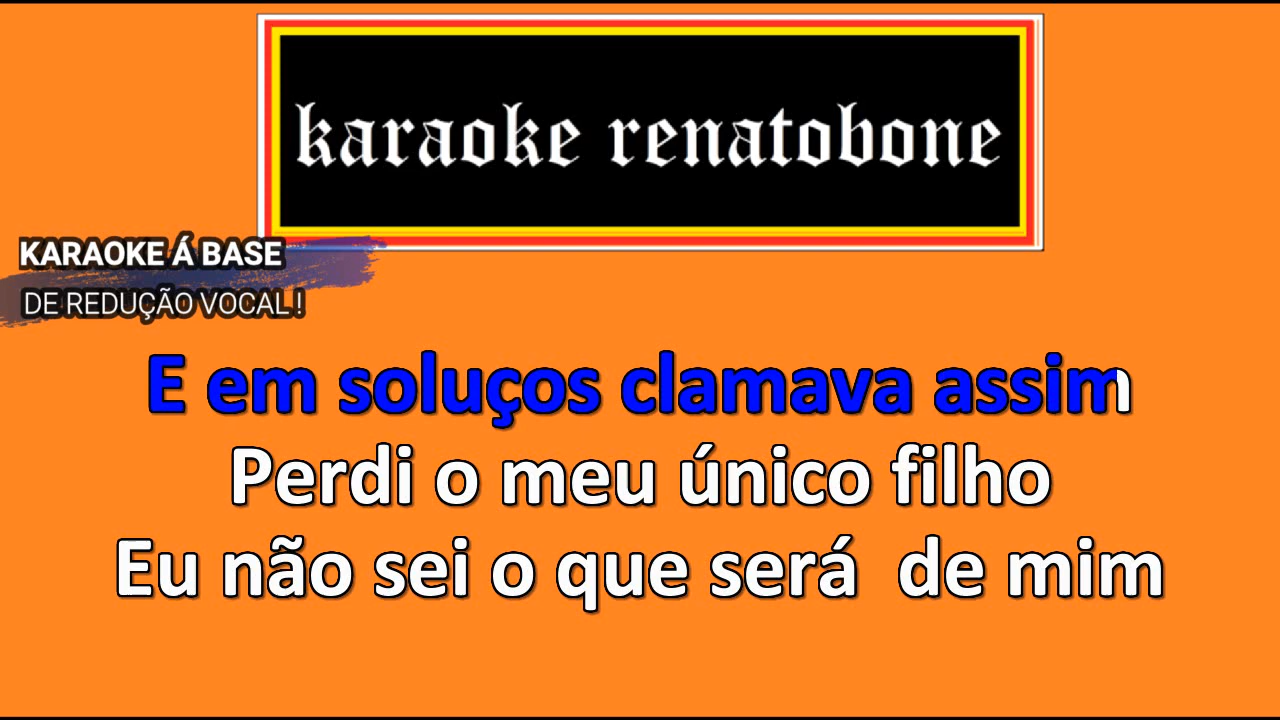 karaoke renatobone
KARAOKE Á BASE
DE REDUÇÃO VOCAL!
E em soluços clamava assim
Perdi o meu único filho
Eu não sei o que será  de mim